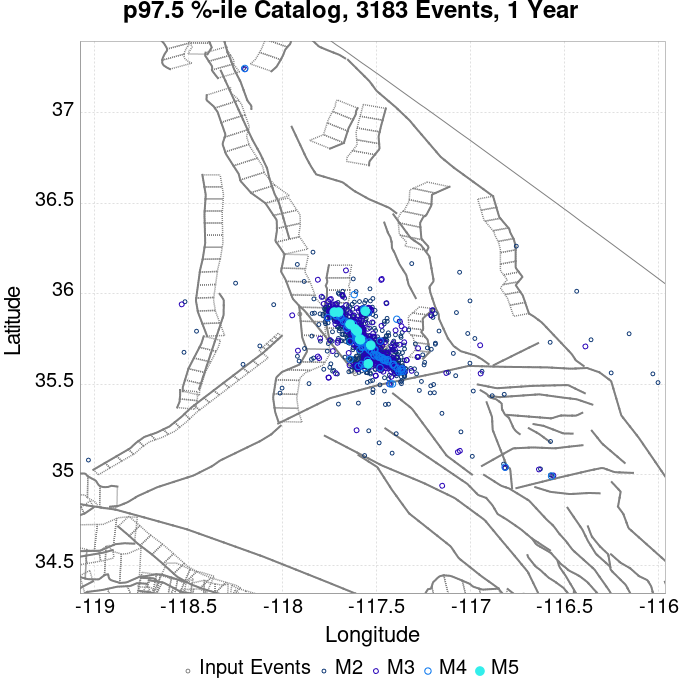 p97.5 %-ile Catalog, 3183 Events, 1 Year
37
36.5
36
35.5
35
34.5
Latitude
-119 -118.5 -118 -117.5 -117 -116.5 -116
Longitude
Input Events M2 M3 M4 M5